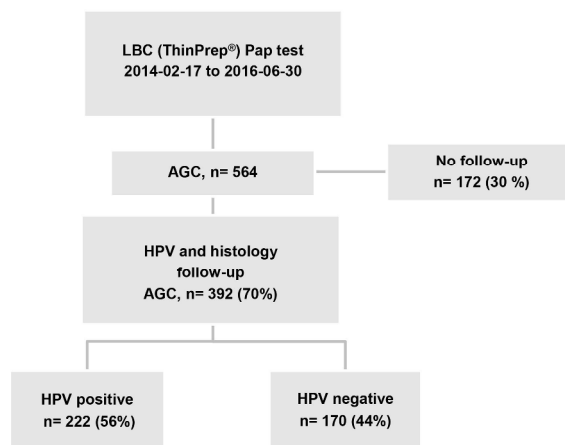 LBC (ThinPrep®) Pap test
2014-02-17 to 2016-06-30
AGC, n= 564
No follow-up
n= 172 (30 %)
HPV and histology
follow-up
AGC, n= 392 (70%)
HPV positive
n= 222 (56%)
HPV negative
n= 170 (44%)